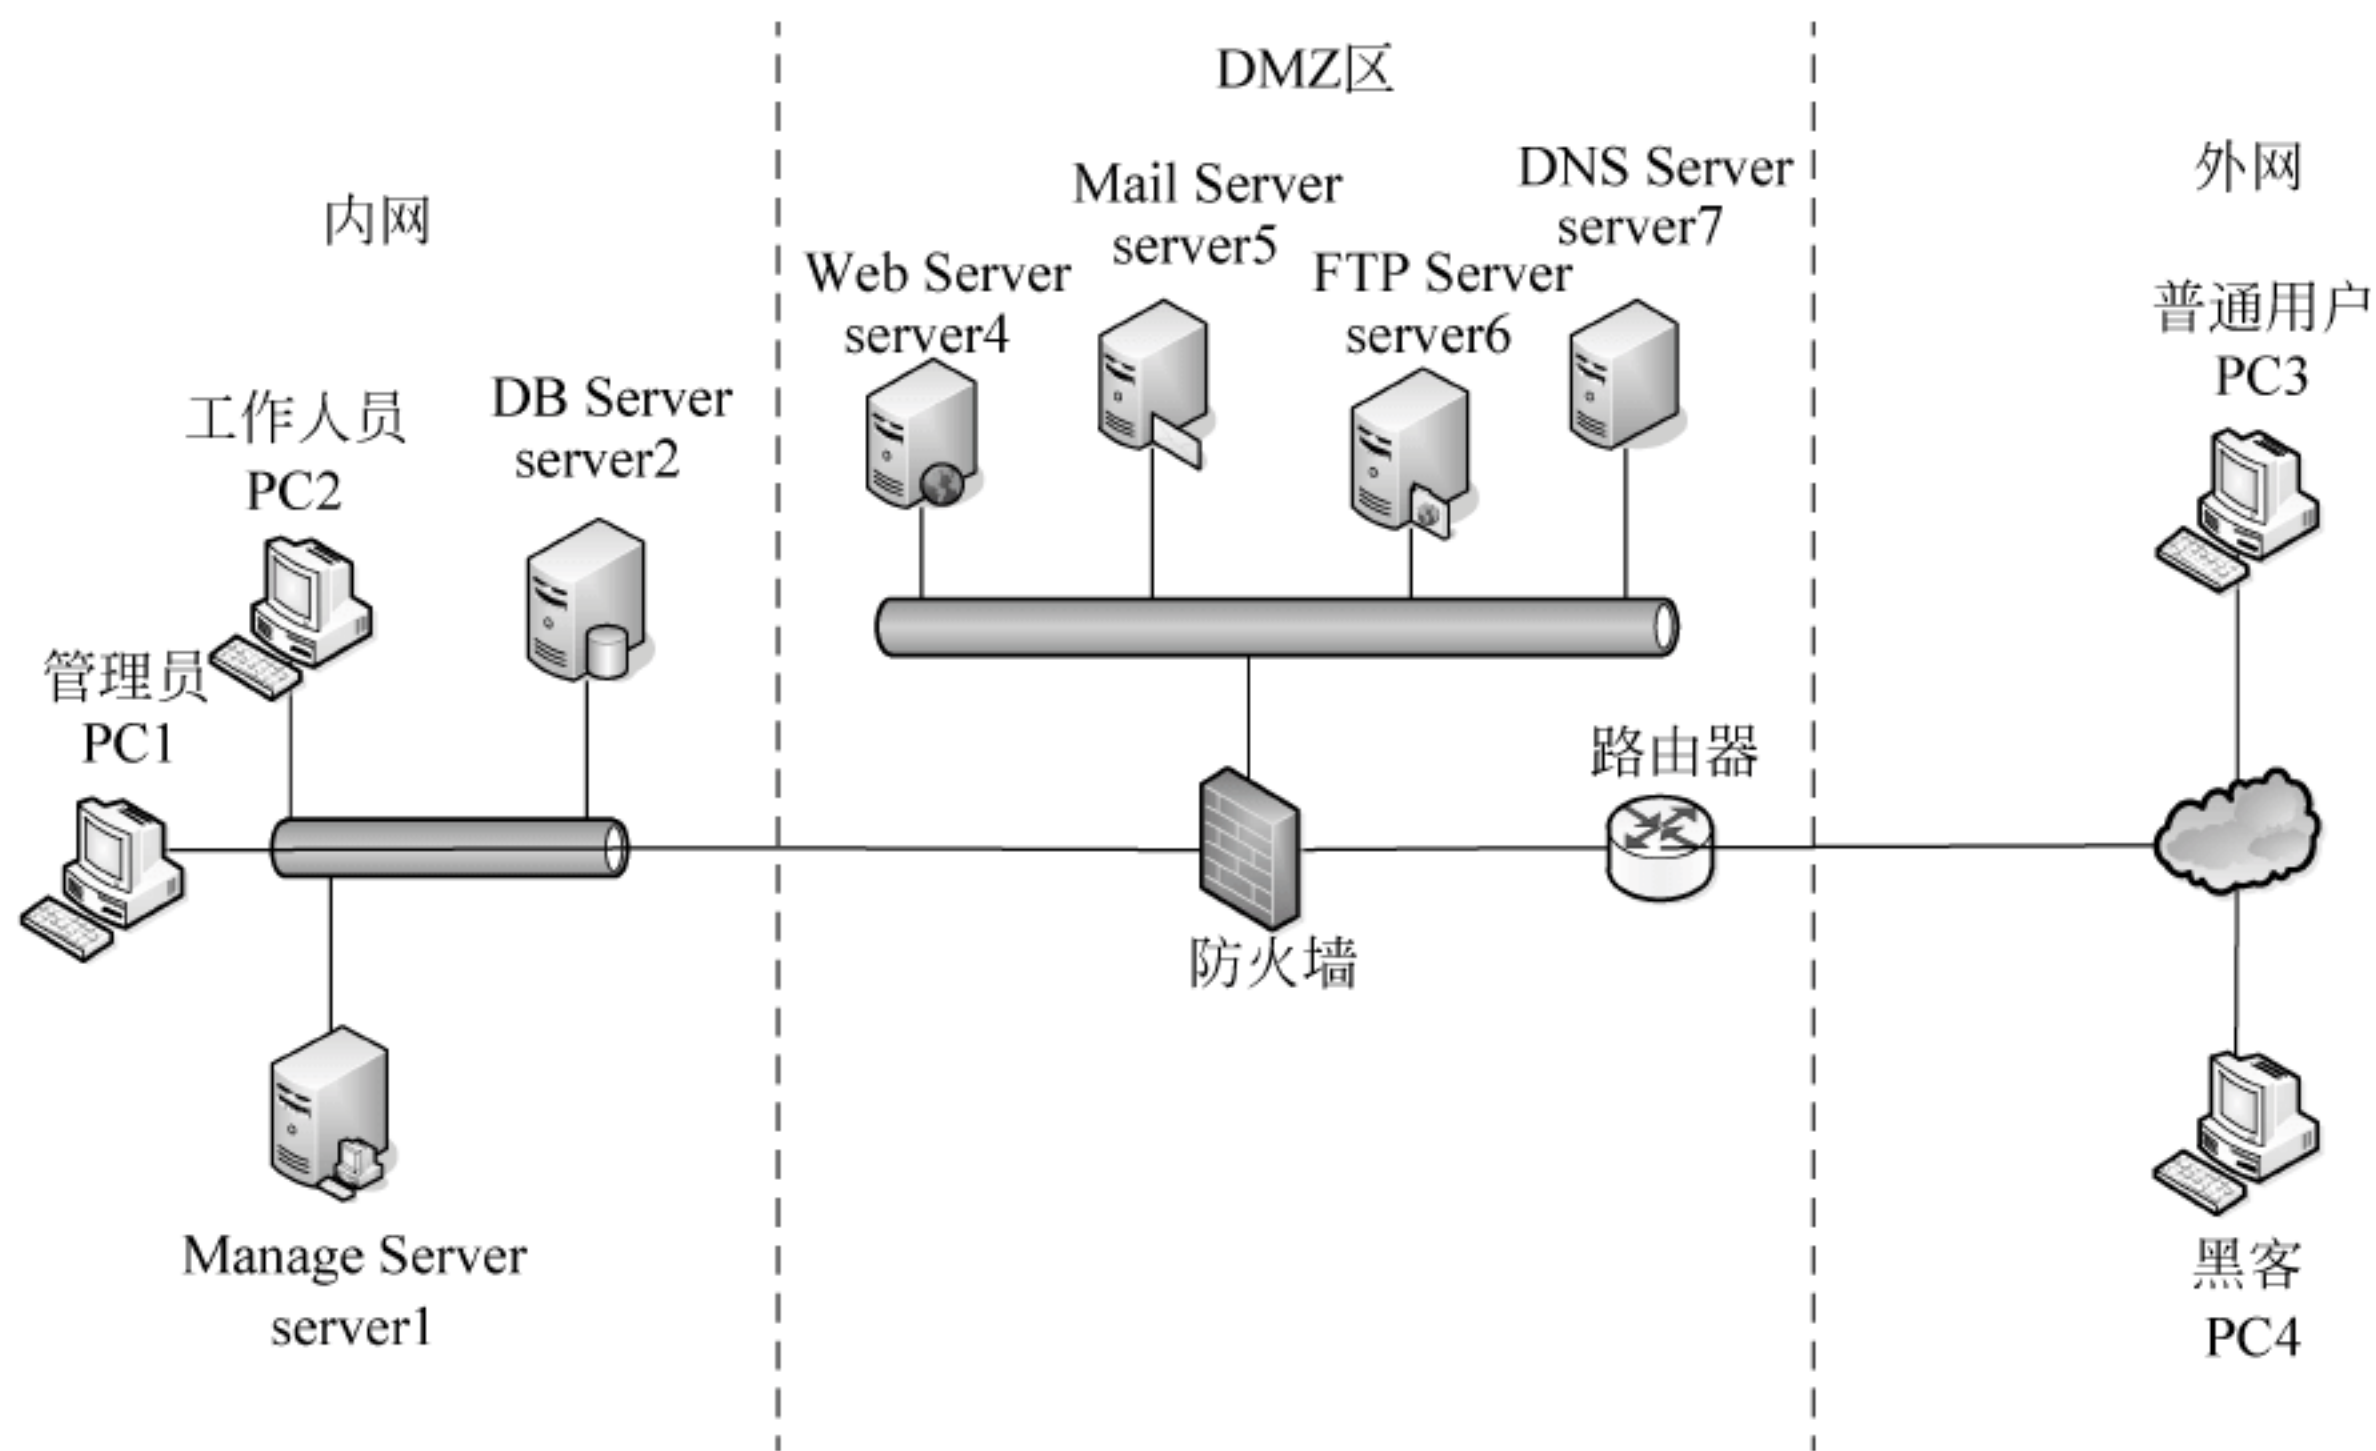 DMZ区
内网
外网
工作人员
PC2
DB Server
server2
管理员
PC1
Manage Server
server1
Web Server
server4
Mail Server
server5
FTP Server
server6
DNS Server
server7
防火墙
路由器
普通用户
PC3
黑客
PC4